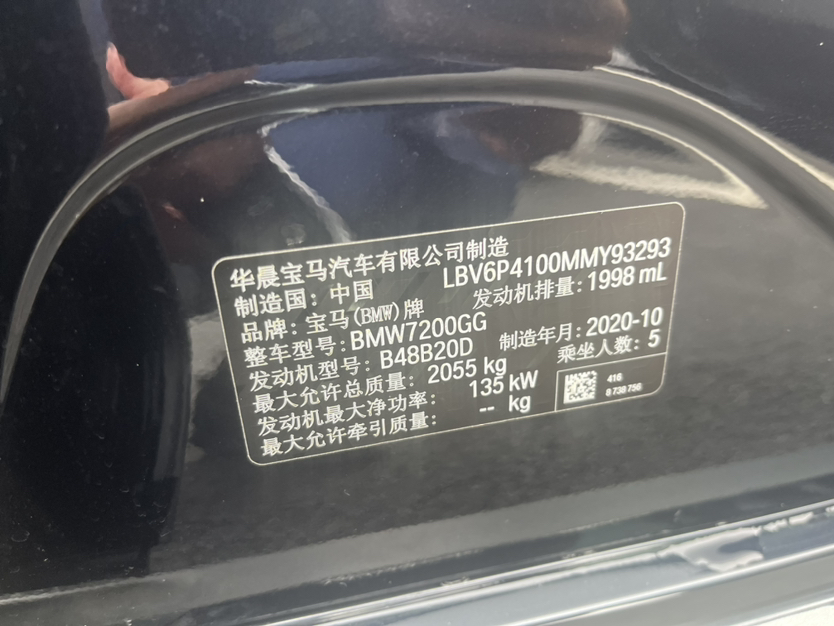 华晨宝马汽车有限公司制造
LBV6P4100MMY93293
制造国: 中国
发动机排量: 1998 mL
品牌: 宝马(BMW)牌
整车型号: BMW7200GG
制造年月: 2020-10
发动机型号: B48B20D
乘坐人数: 5
最大允许总质量: 2055 kg
发动机最大净功率: 135 kW
最大允许牵引质量: -- kg
416
8 738 756